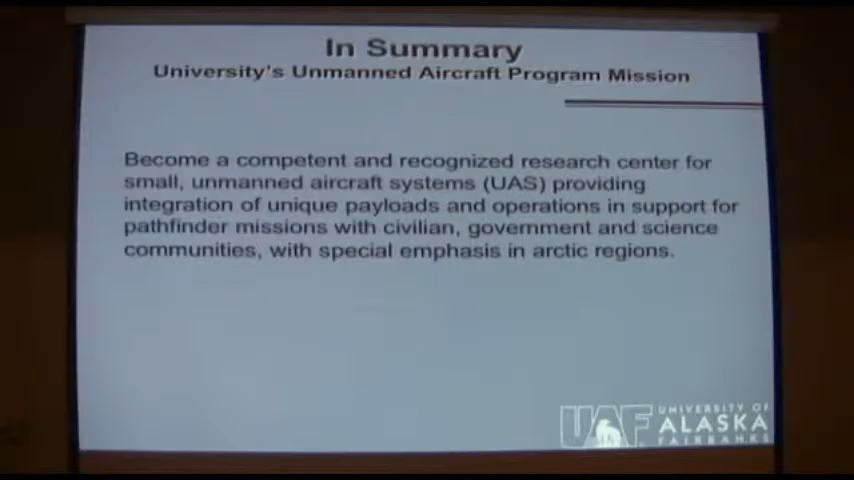 In Summary
University's Unmanned Aircraft Program Mission
Become a competent and recognized research center for
small, unmanned aircraft systems (UAS) providing
integration of unique payloads and operations in support for
pathfinder missions with civilian, government and science
communities, with special emphasis in arctic regions.
UAF
UNIVERSITY OF
ALASKA
FAIRBANKS